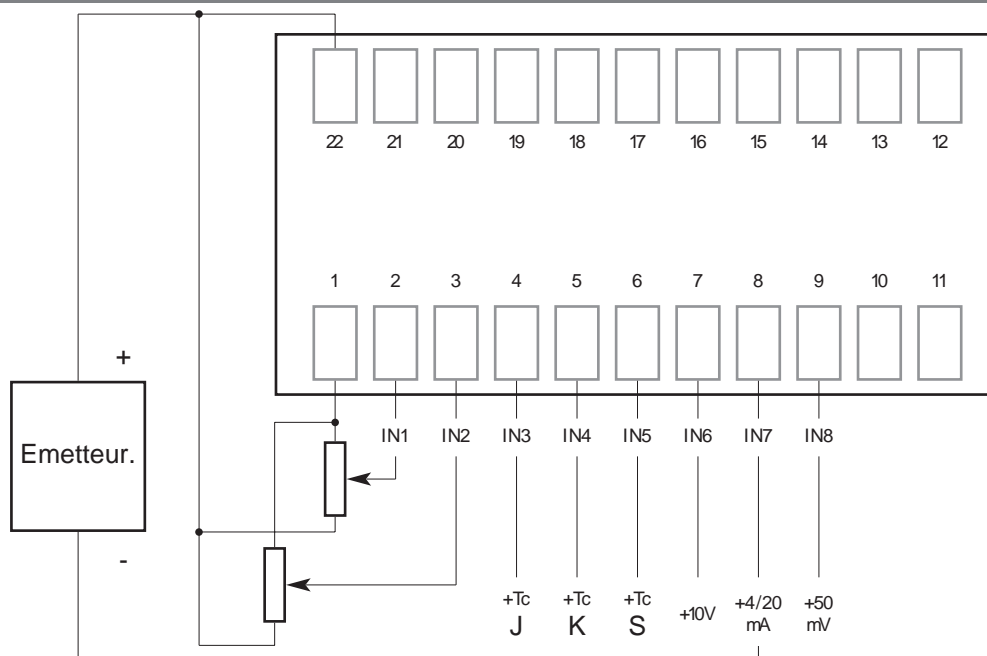 22 21 20 19 18 17 16 15 14 13 12
1 2 3 4 5 6 7 8 9 10 11
+
Emetteur.
-
IN1 IN2 IN3 IN4 IN5 IN6 IN7 IN8
+Tc +Tc +Tc +10V +4/20 +50
J K S mA mV